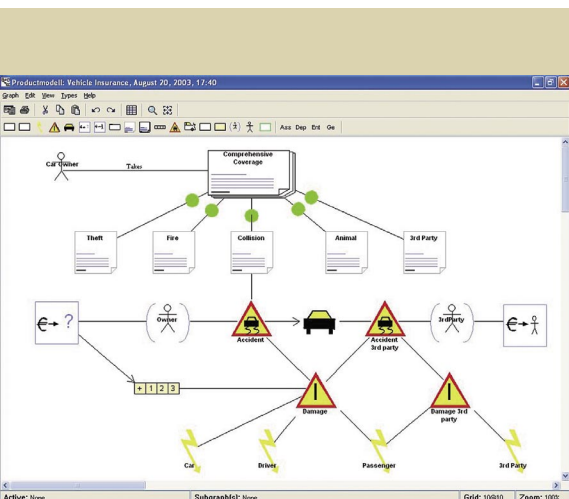 Productmodell: Vehicle Insurance, August 20, 2003, 17:40
Graph Edit View Types Help
Ass Dep Ent Ge
Car Owner
Takes
Comprehensive
Coverage
Theft
Fire
Collision
Animal
3rd Party
€ → ?
Owner
Accident
Accident
3rd party
3rdParty
€ →
+ 1 2 3
Damage
Damage 3rd
party
Car
Driver
Passenger
3rd Party
Active: None
Subgraph(s): None
Grid: 10@10
Zoom: 100%